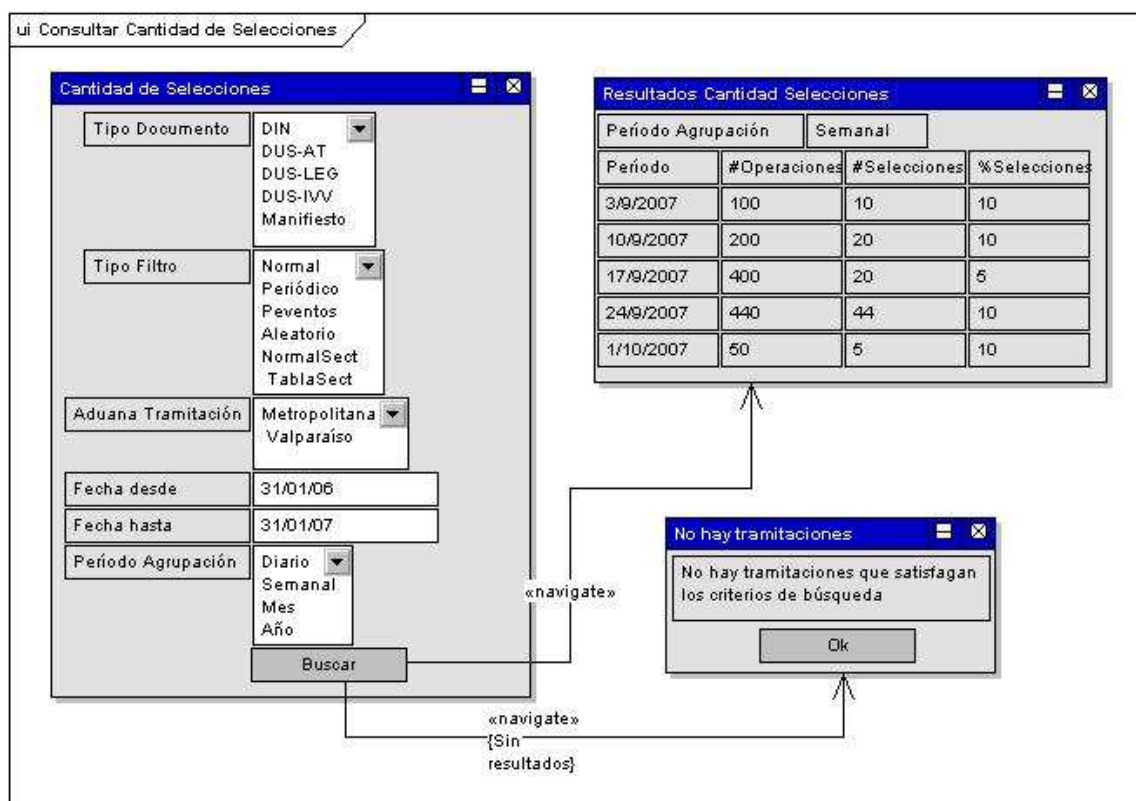 ui Consultar Cantidad de Selecciones
Cantidad de Selecciones
Tipo Documento
DIN
DUS-AT
DUS-LEG
DUS-IVV
Manifiesto
Tipo Filtro
Normal
Periódico
Peventos
Aleatorio
NormalSect
TablaSect
Aduana Tramitación
Metropolitana
Valparaíso
Fecha desde
31/01/06
Fecha hasta
31/01/07
Período Agrupación
Diario
Semanal
Mes
Año
Buscar
Resultados Cantidad Selecciones
Período Agrupación Semanal
Período #Operaciones #Selecciones %Selecciones
3/9/2007 100 10 10
10/9/2007 200 20 10
17/9/2007 400 20 5
24/9/2007 440 44 10
1/10/2007 50 5 10
«navigate»
No hay tramitaciones
No hay tramitaciones que satisfagan
los criterios de búsqueda
Ok
«navigate»
{Sin
resultados}